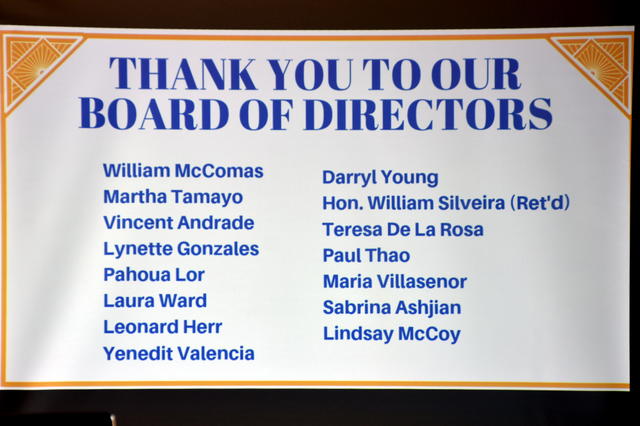 THANK YOU TO OUR
BOARD OF DIRECTORS
William McComas
Martha Tamayo
Vincent Andrade
Lynette Gonzales
Pahoua Lor
Laura Ward
Leonard Herr
Yenedit Valencia
Darryl Young
Hon. William Silveira (Ret'd)
Teresa De La Rosa
Paul Thao
Maria Villasenor
Sabrina Ashjian
Lindsay McCoy